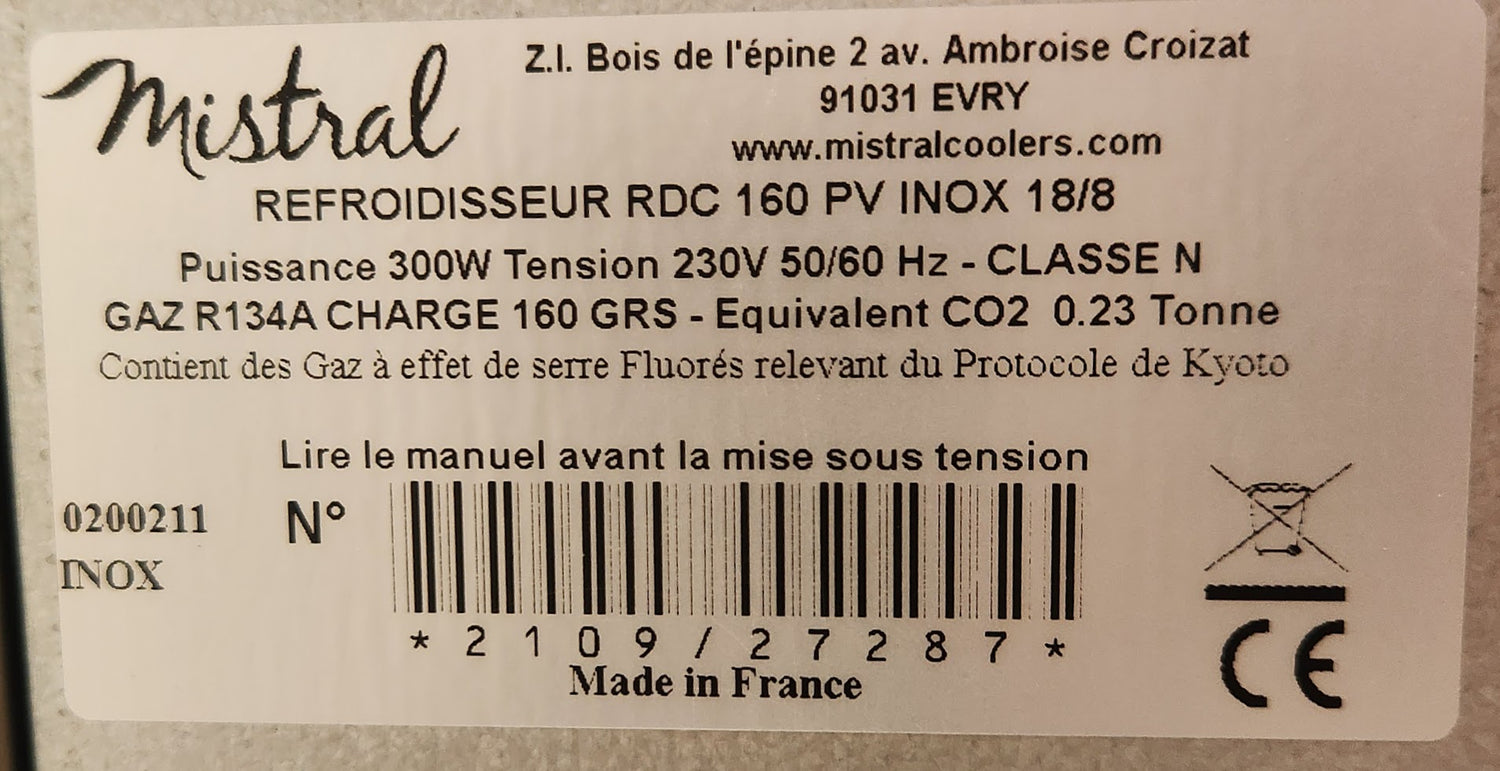 Mistral
Z.I. Bois de l'épine 2 av. Ambroise Croizat
91031 EVRY
www.mistralcoolers.com
REFROIDISSEUR RDC 160 PV INOX 18/8
Puissance 300W Tension 230V 50/60 Hz - CLASSE N
GAZ R134A CHARGE 160 GRS - Equivalent CO2 0.23 Tonne
Contient des Gaz à effet de serre Fluorés relevant du Protocole de Kyoto
Lire le manuel avant la mise sous tension
0200211
INOX
N°
*2109/27287*
Made in France
CE